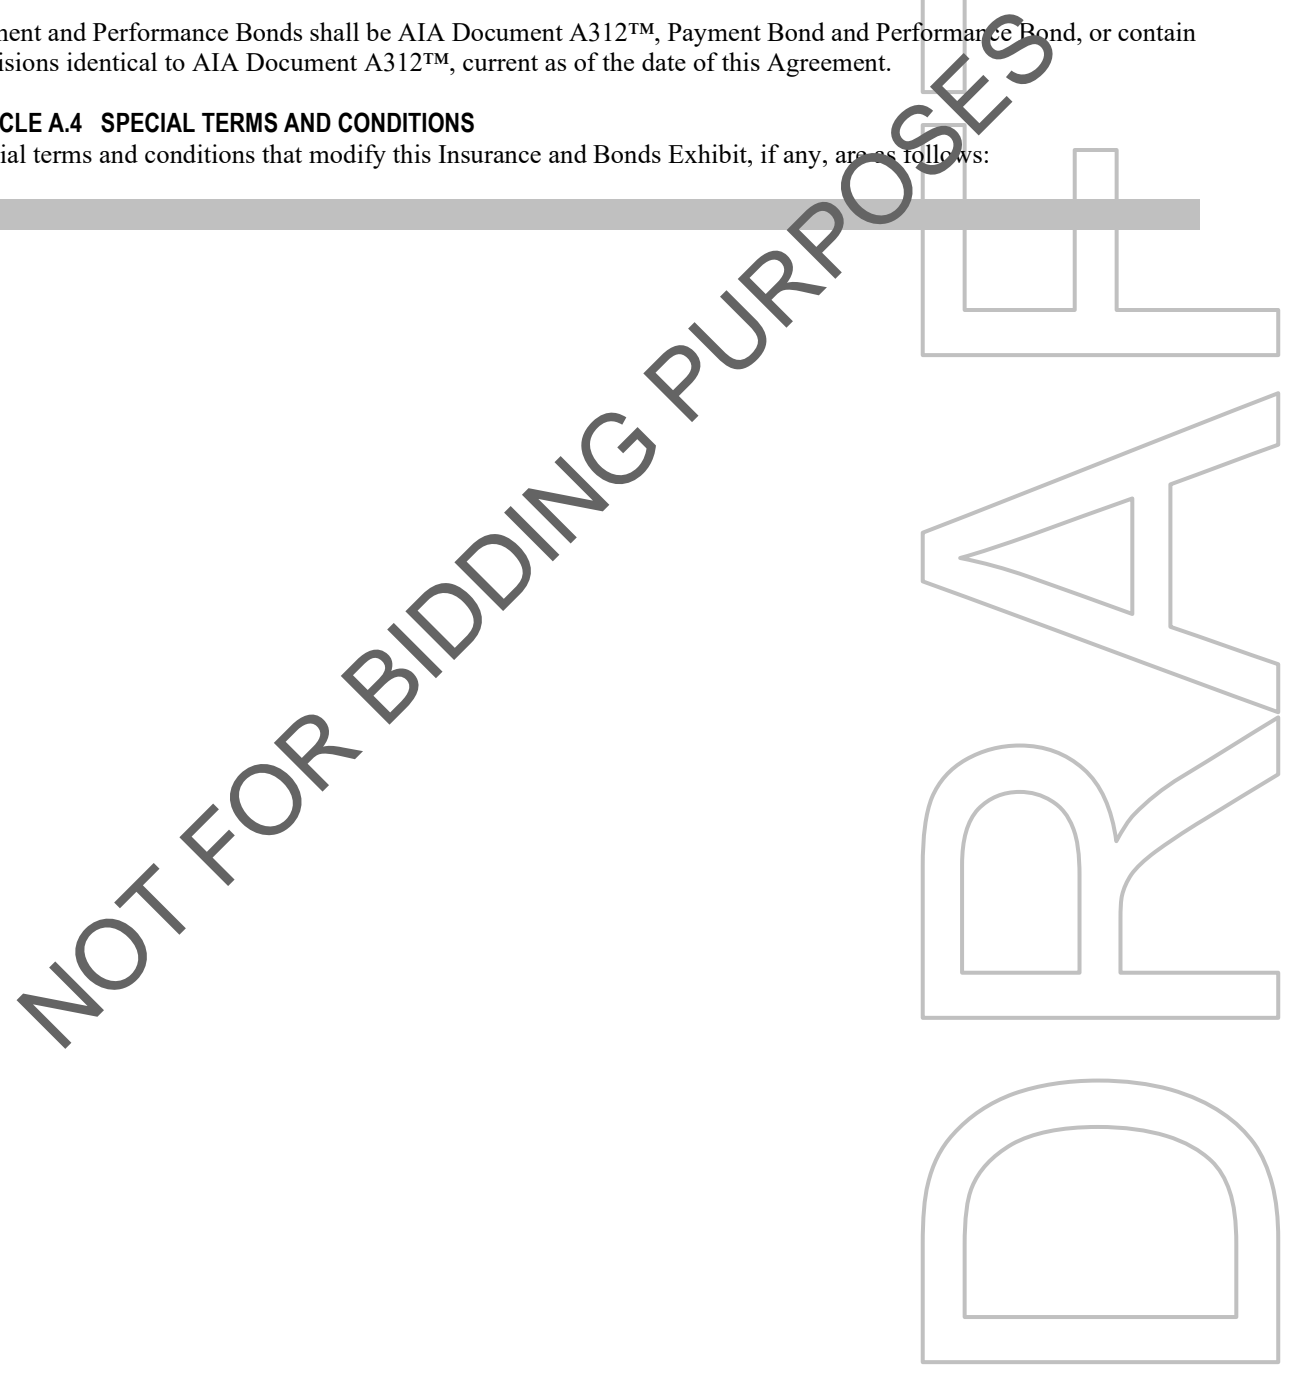 ment and Performance Bonds shall be AIA Document A312™, Payment Bond and Performance Bond, or contain
isions identical to AIA Document A312™, current as of the date of this Agreement.
CLE A.4 SPECIAL TERMS AND CONDITIONS
ial terms and conditions that modify this Insurance and Bonds Exhibit, if any, are as follows:
NOT FOR BIDDING PURPOSES
DRAFT